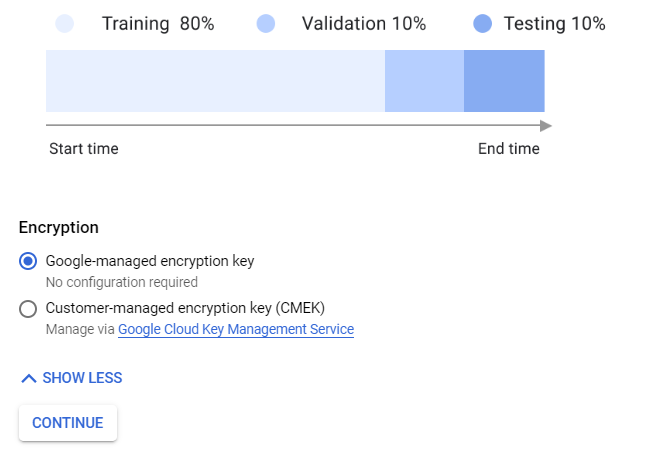 Training 80% Validation 10% Testing 10%
Start time End time
Encryption
Google-managed encryption key
No configuration required
Customer-managed encryption key (CMEK)
Manage via Google Cloud Key Management Service
SHOW LESS
CONTINUE